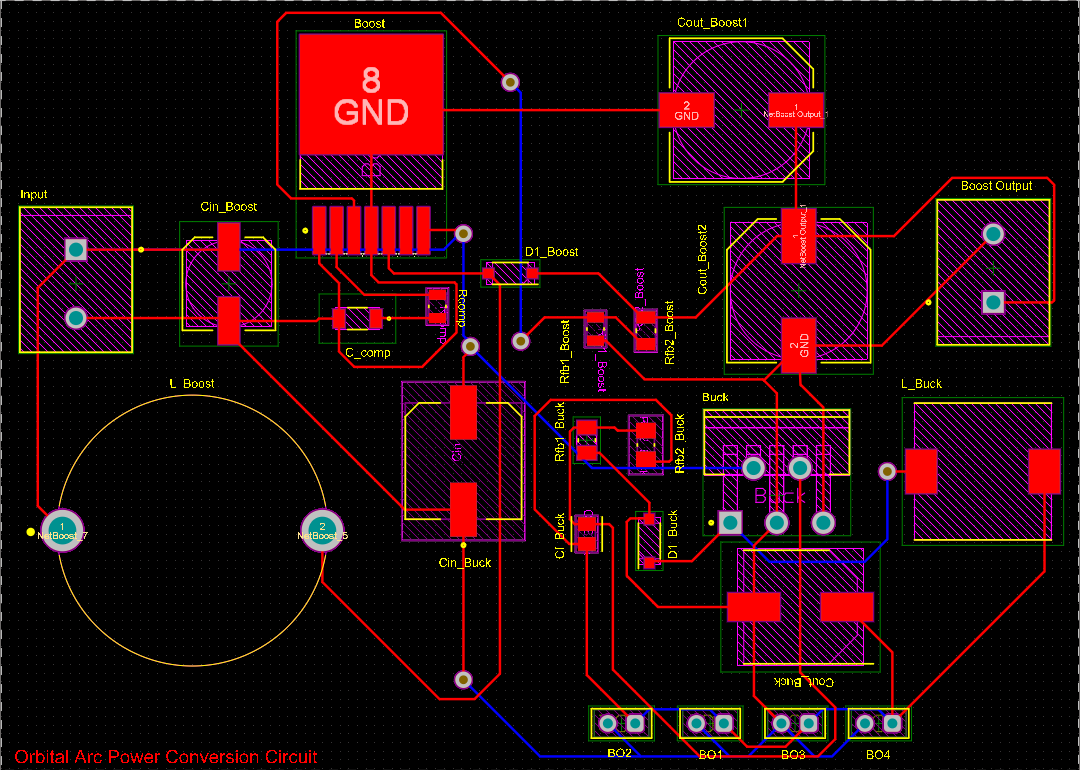 Boost
Cout_Boost1
8
GND
2
GND
1
NetBoost Output_1
Input
Cin_Boost
Boost Output
D1_Boost
Cout_Boost2
1
NetBoost Output_1
Rcomp
Rfb1_Boost
Rfb2_Boost
C_comp
2
GND
L_Boost
L_Buck
Buck
Rfb1_Buck
Rfb2_Buck
Buck
1
NetBoost_7
2
NetBoost_5
Cf_Buck
D1_Buck
Cin_Buck
Cout_Buck
BO2
BO1
BO3
BO4
Orbital Arc Power Conversion Circuit